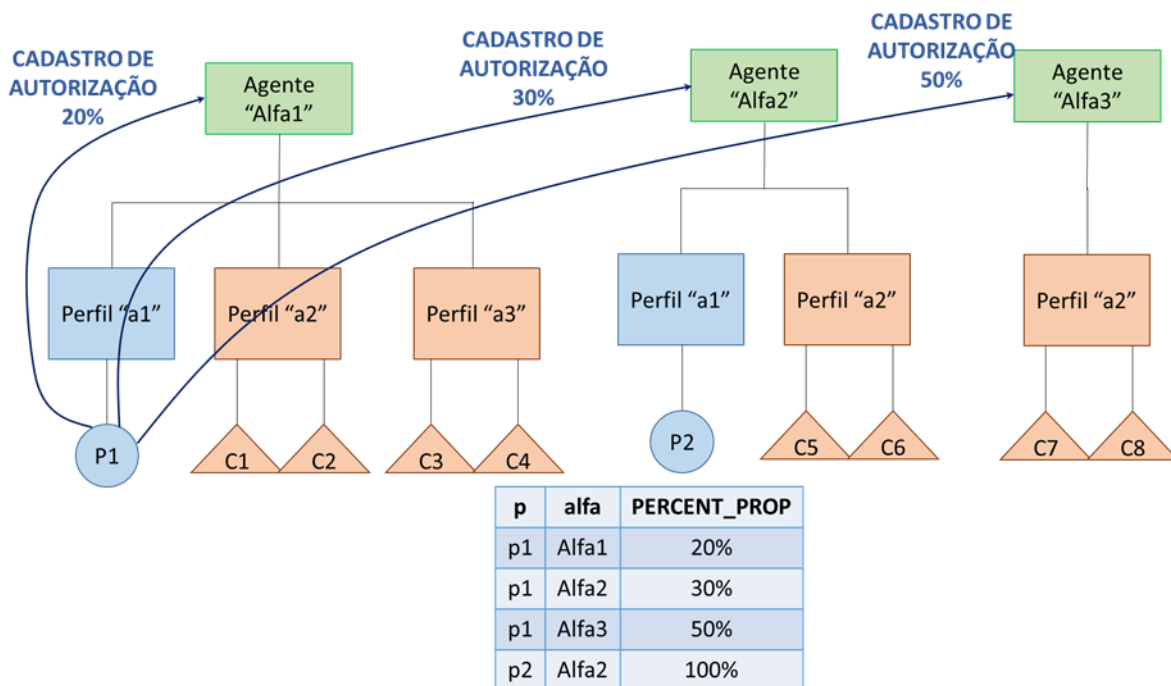 CADASTRO DE
AUTORIZAÇÃO
20%
Agente
“Alfa1”
CADASTRO DE
AUTORIZAÇÃO
30%
Agente
“Alfa2”
CADASTRO DE
AUTORIZAÇÃO
50%
Agente
“Alfa3”
Perfil “a1”
Perfil “a2”
Perfil “a3”
Perfil “a1”
Perfil “a2”
Perfil “a2”
P1
C1
C2
C3
C4
P2
C5
C6
C7
C8
p alfa PERCENT_PROP
p1 Alfa1 20%
p1 Alfa2 30%
p1 Alfa3 50%
p2 Alfa2 100%